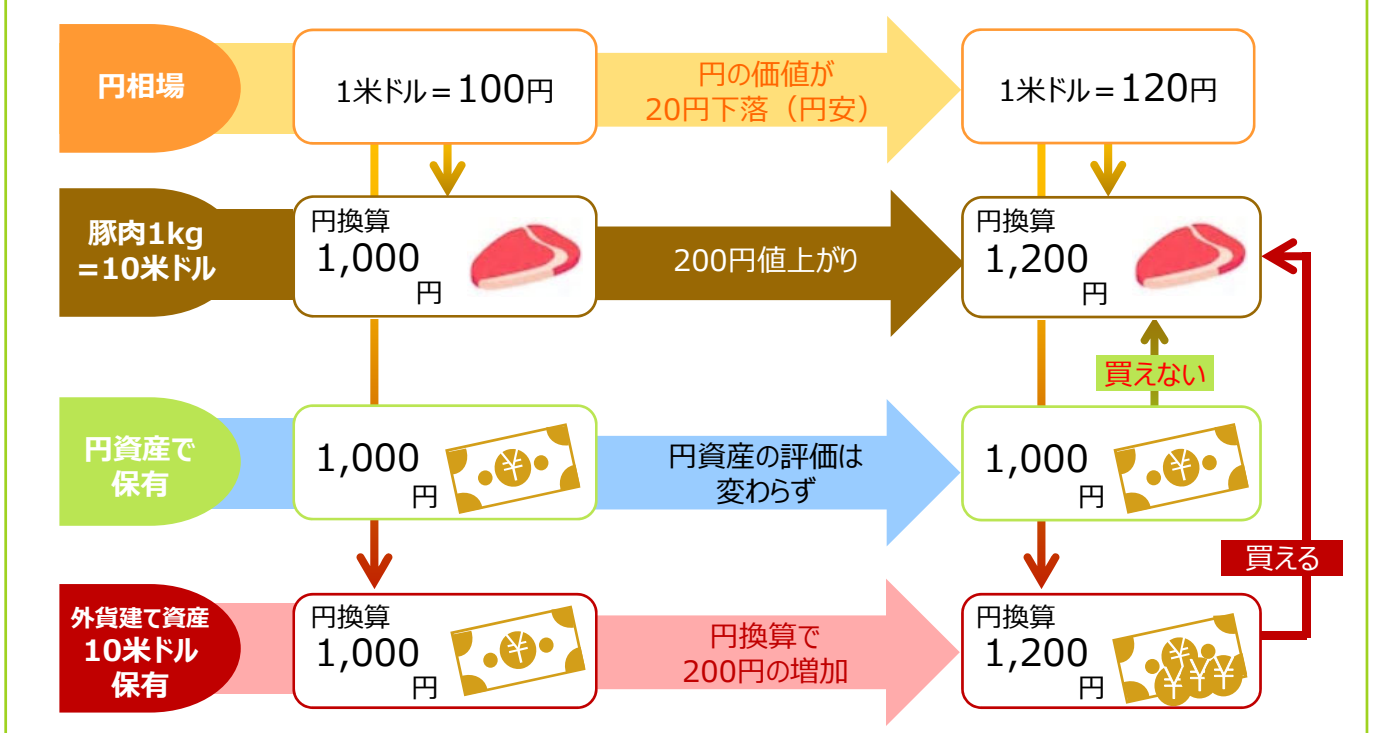 円相場
1米ドル＝100円
円の価値が
20円下落（円安）
1米ドル＝120円
豚肉1kg
=10米ドル
円換算
1,000
円
200円値上がり
円換算
1,200
円
買えない
円資産で
保有
1,000
円
円資産の評価は
変わらず
1,000
円
買える
外貨建て資産
10米ドル
保有
円換算
1,000
円
円換算で
200円の増加
円換算
1,200
円